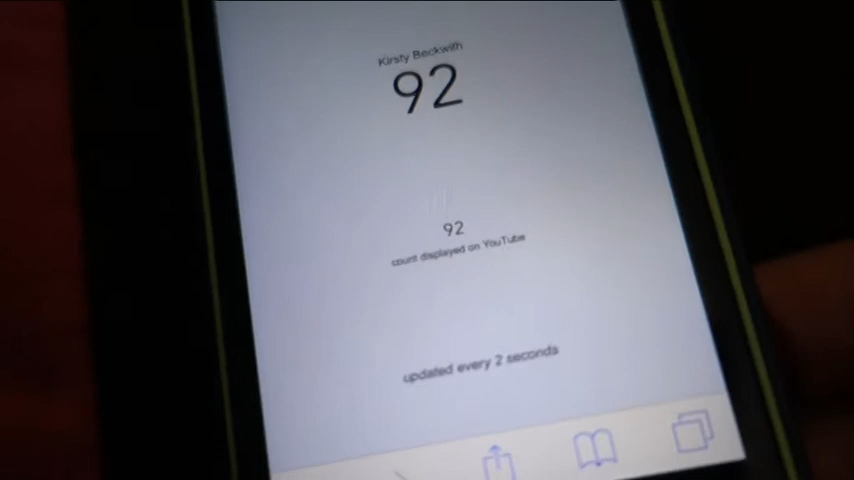 Kirsty Beckwith
92
92
count displayed on YouTube
updated every 2 seconds